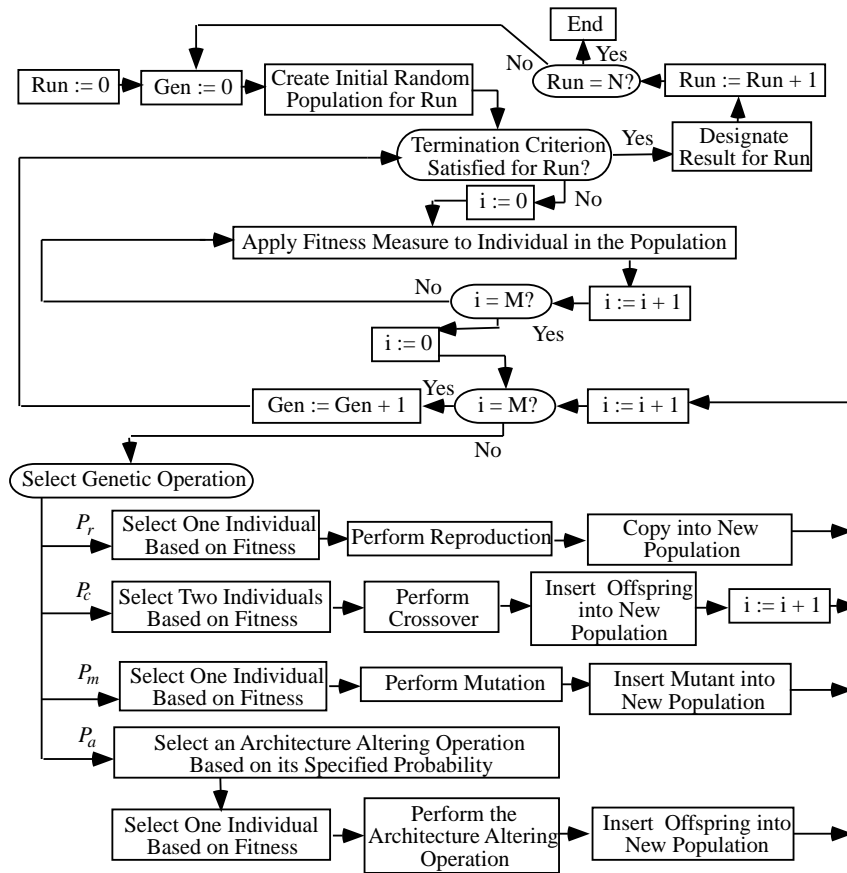 End
No
Yes
Run := 0
Gen := 0
Create Initial Random
Population for Run
Run = N?
Run := Run + 1
Termination Criterion
Satisfied for Run?
Yes
Designate
Result for Run
i := 0
No
Apply Fitness Measure to Individual in the Population
No
i = M?
i := i + 1
Yes
i := 0
Gen := Gen + 1
Yes
i = M?
i := i + 1
No
Select Genetic Operation
P_r
Select One Individual
Based on Fitness
Perform Reproduction
Copy into New
Population
P_c
Select Two Individuals
Based on Fitness
Perform
Crossover
Insert Offspring
into New
Population
i := i + 1
P_m
Select One Individual
Based on Fitness
Perform Mutation
Insert Mutant into
New Population
P_a
Select an Architecture Altering Operation
Based on its Specified Probability
Select One Individual
Based on Fitness
Perform the
Architecture Altering
Operation
Insert Offspring into
New Population